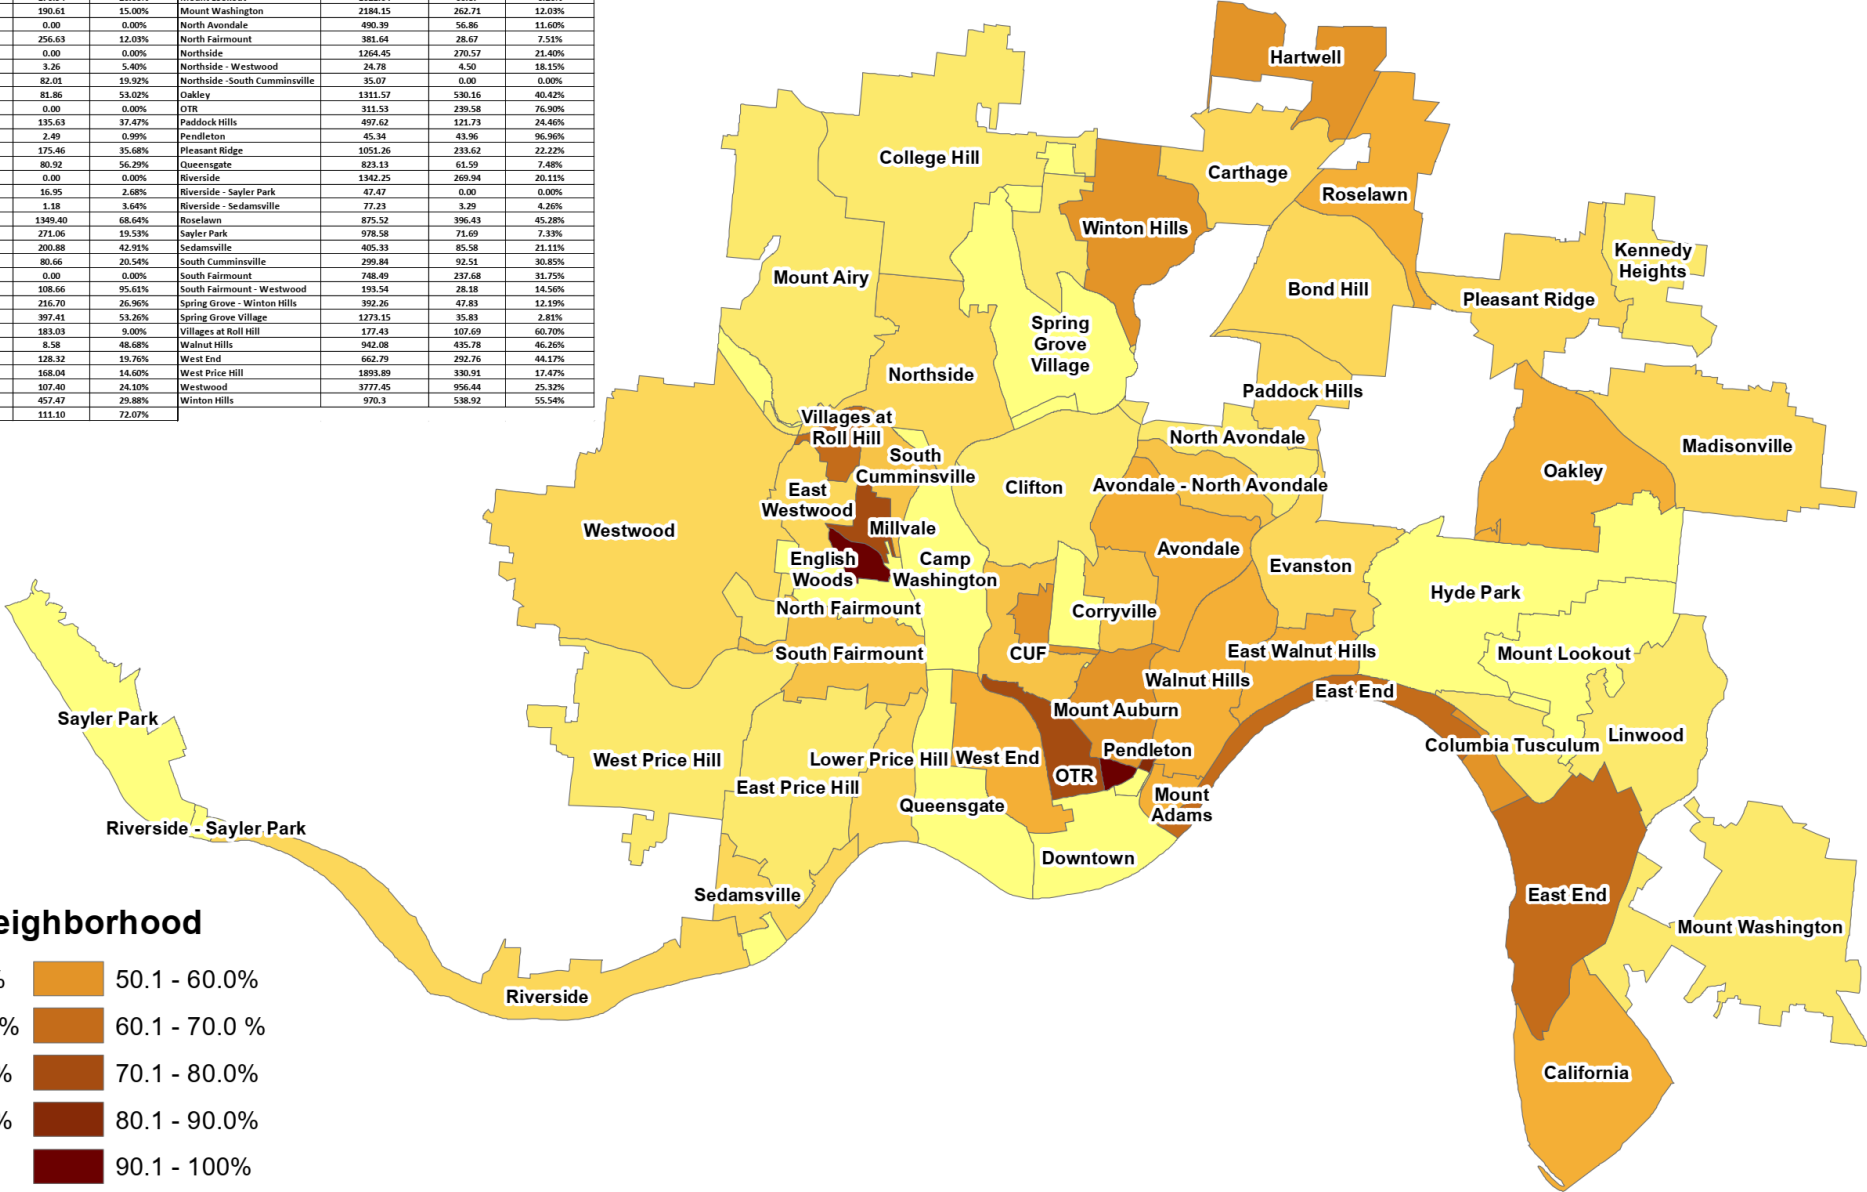 190.61 15.00% Mount Washington 2184.15 262.71 12.03%
0.00 0.00% North Avondale 490.39 56.86 11.60%
256.63 12.03% North Fairmount 381.64 28.67 7.51%
0.00 0.00% Northside 1264.45 270.57 21.40%
3.26 5.40% Northside - Westwood 24.78 4.50 18.15%
82.01 19.92% Northside -South Cumminsville 35.07 0.00 0.00%
81.86 53.02% Oakley 1311.57 530.16 40.42%
0.00 0.00% OTR 311.53 239.58 76.90%
135.63 37.47% Paddock Hills 497.62 121.73 24.46%
2.49 0.99% Pendleton 45.34 43.96 96.96%
175.46 35.68% Pleasant Ridge 1051.26 233.62 22.22%
80.92 56.29% Queensgate 823.13 61.59 7.48%
0.00 0.00% Riverside 1342.25 269.94 20.11%
16.95 2.68% Riverside - Sayler Park 47.47 0.00 0.00%
1.18 3.64% Riverside - Sedamsville 77.23 3.29 4.26%
1349.40 68.64% Roselawn 875.52 396.43 45.28%
271.06 19.53% Sayler Park 978.58 71.69 7.33%
200.88 42.91% Sedamsville 405.33 85.58 21.11%
80.66 20.54% South Cumminsville 299.84 92.51 30.85%
0.00 0.00% South Fairmount 748.49 237.68 31.75%
108.66 95.61% South Fairmount - Westwood 193.54 28.18 14.56%
216.70 26.96% Spring Grove - Winton Hills 392.26 47.83 12.19%
397.41 53.26% Spring Grove Village 1273.15 35.83 2.81%
183.03 9.00% Villages at Roll Hill 177.43 107.69 60.70%
8.58 48.68% Walnut Hills 942.08 435.78 46.26%
128.32 19.76% West End 662.79 292.76 44.17%
168.04 14.60% West Price Hill 1893.89 330.91 17.47%
107.40 24.10% Westwood 3777.45 956.44 25.32%
457.47 29.88% Winton Hills 970.3 538.92 55.54%
111.10 72.07%
Hartwell
College Hill
Carthage
Roselawn
Winton Hills
Kennedy
Heights
Mount Airy
Bond Hill
Pleasant Ridge
Spring
Grove
Village
Northside
Paddock Hills
Villages at
Roll Hill
North Avondale
Madisonville
South
Cumminsville
Oakley
Clifton
Avondale - North Avondale
East
Westwood
Westwood
Millvale
Avondale
English
Woods
Camp
Washington
Evanston
Hyde Park
North Fairmount
Corryville
South Fairmount
CUF
East Walnut Hills
Mount Lookout
Walnut Hills
East End
Sayler Park
Mount Auburn
Linwood
Columbia Tusculum
Pendleton
West Price Hill
Lower Price Hill
West End
OTR
East Price Hill
Queensgate
Mount
Adams
Riverside - Sayler Park
Downtown
Sedamsville
East End
Mount Washington
Riverside
California
eighborhood
% 50.1 - 60.0%
% 60.1 - 70.0 %
% 70.1 - 80.0%
% 80.1 - 90.0%
90.1 - 100%